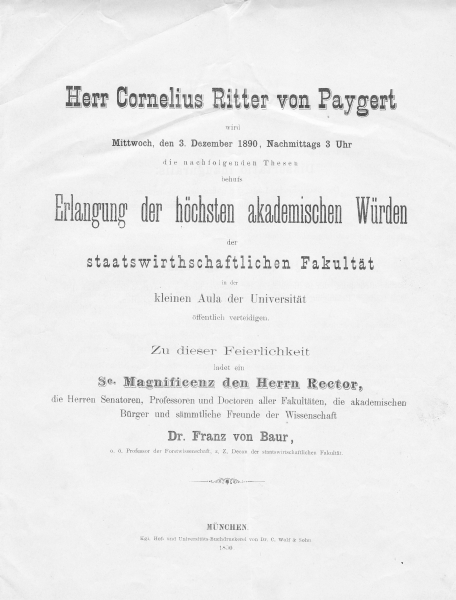 Herr Cornelius Ritter von Paygert
wird
Mittwoch, den 3. Dezember 1890, Nachmittags 3 Uhr
die nachfolgenden Thesen
behufs
Erlangung der höchsten akademischen Würden
der
staatswirthschaftlichen Fakultät
in der
kleinen Aula der Universität
öffentlich verteidigen.
Zu dieser Feierlichkeit
ladet ein
Se. Magnificenz den Herrn Rector,
die Herren Senatoren, Professoren und Doctoren aller Fakultäten, die akademischen
Bürger und sämmtliche Freunde der Wissenschaft
Dr. Franz von Baur,
o. ö. Professor der Forstwissenschaft, z. Z. Decan der staatswirtschaftlichen Fakultät
MÜNCHEN.
Kgl. Hof- und Universitäts-Buchdruckerei von Dr. C. Wolf & Sohn.
1890.